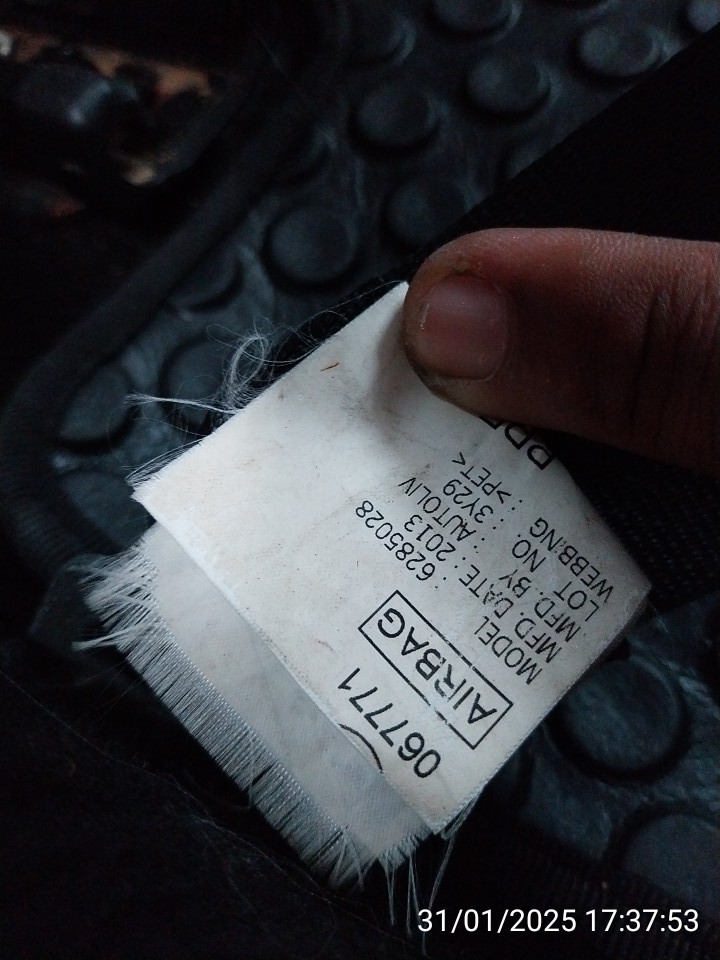 067771
AIRBAG
MODEL : 6285028
MFD. DATE : 2013
MFD. BY : AUTOLIV
LOT NO : 3Y29
WEBBING : >PET<
31/01/2025 17:37:53